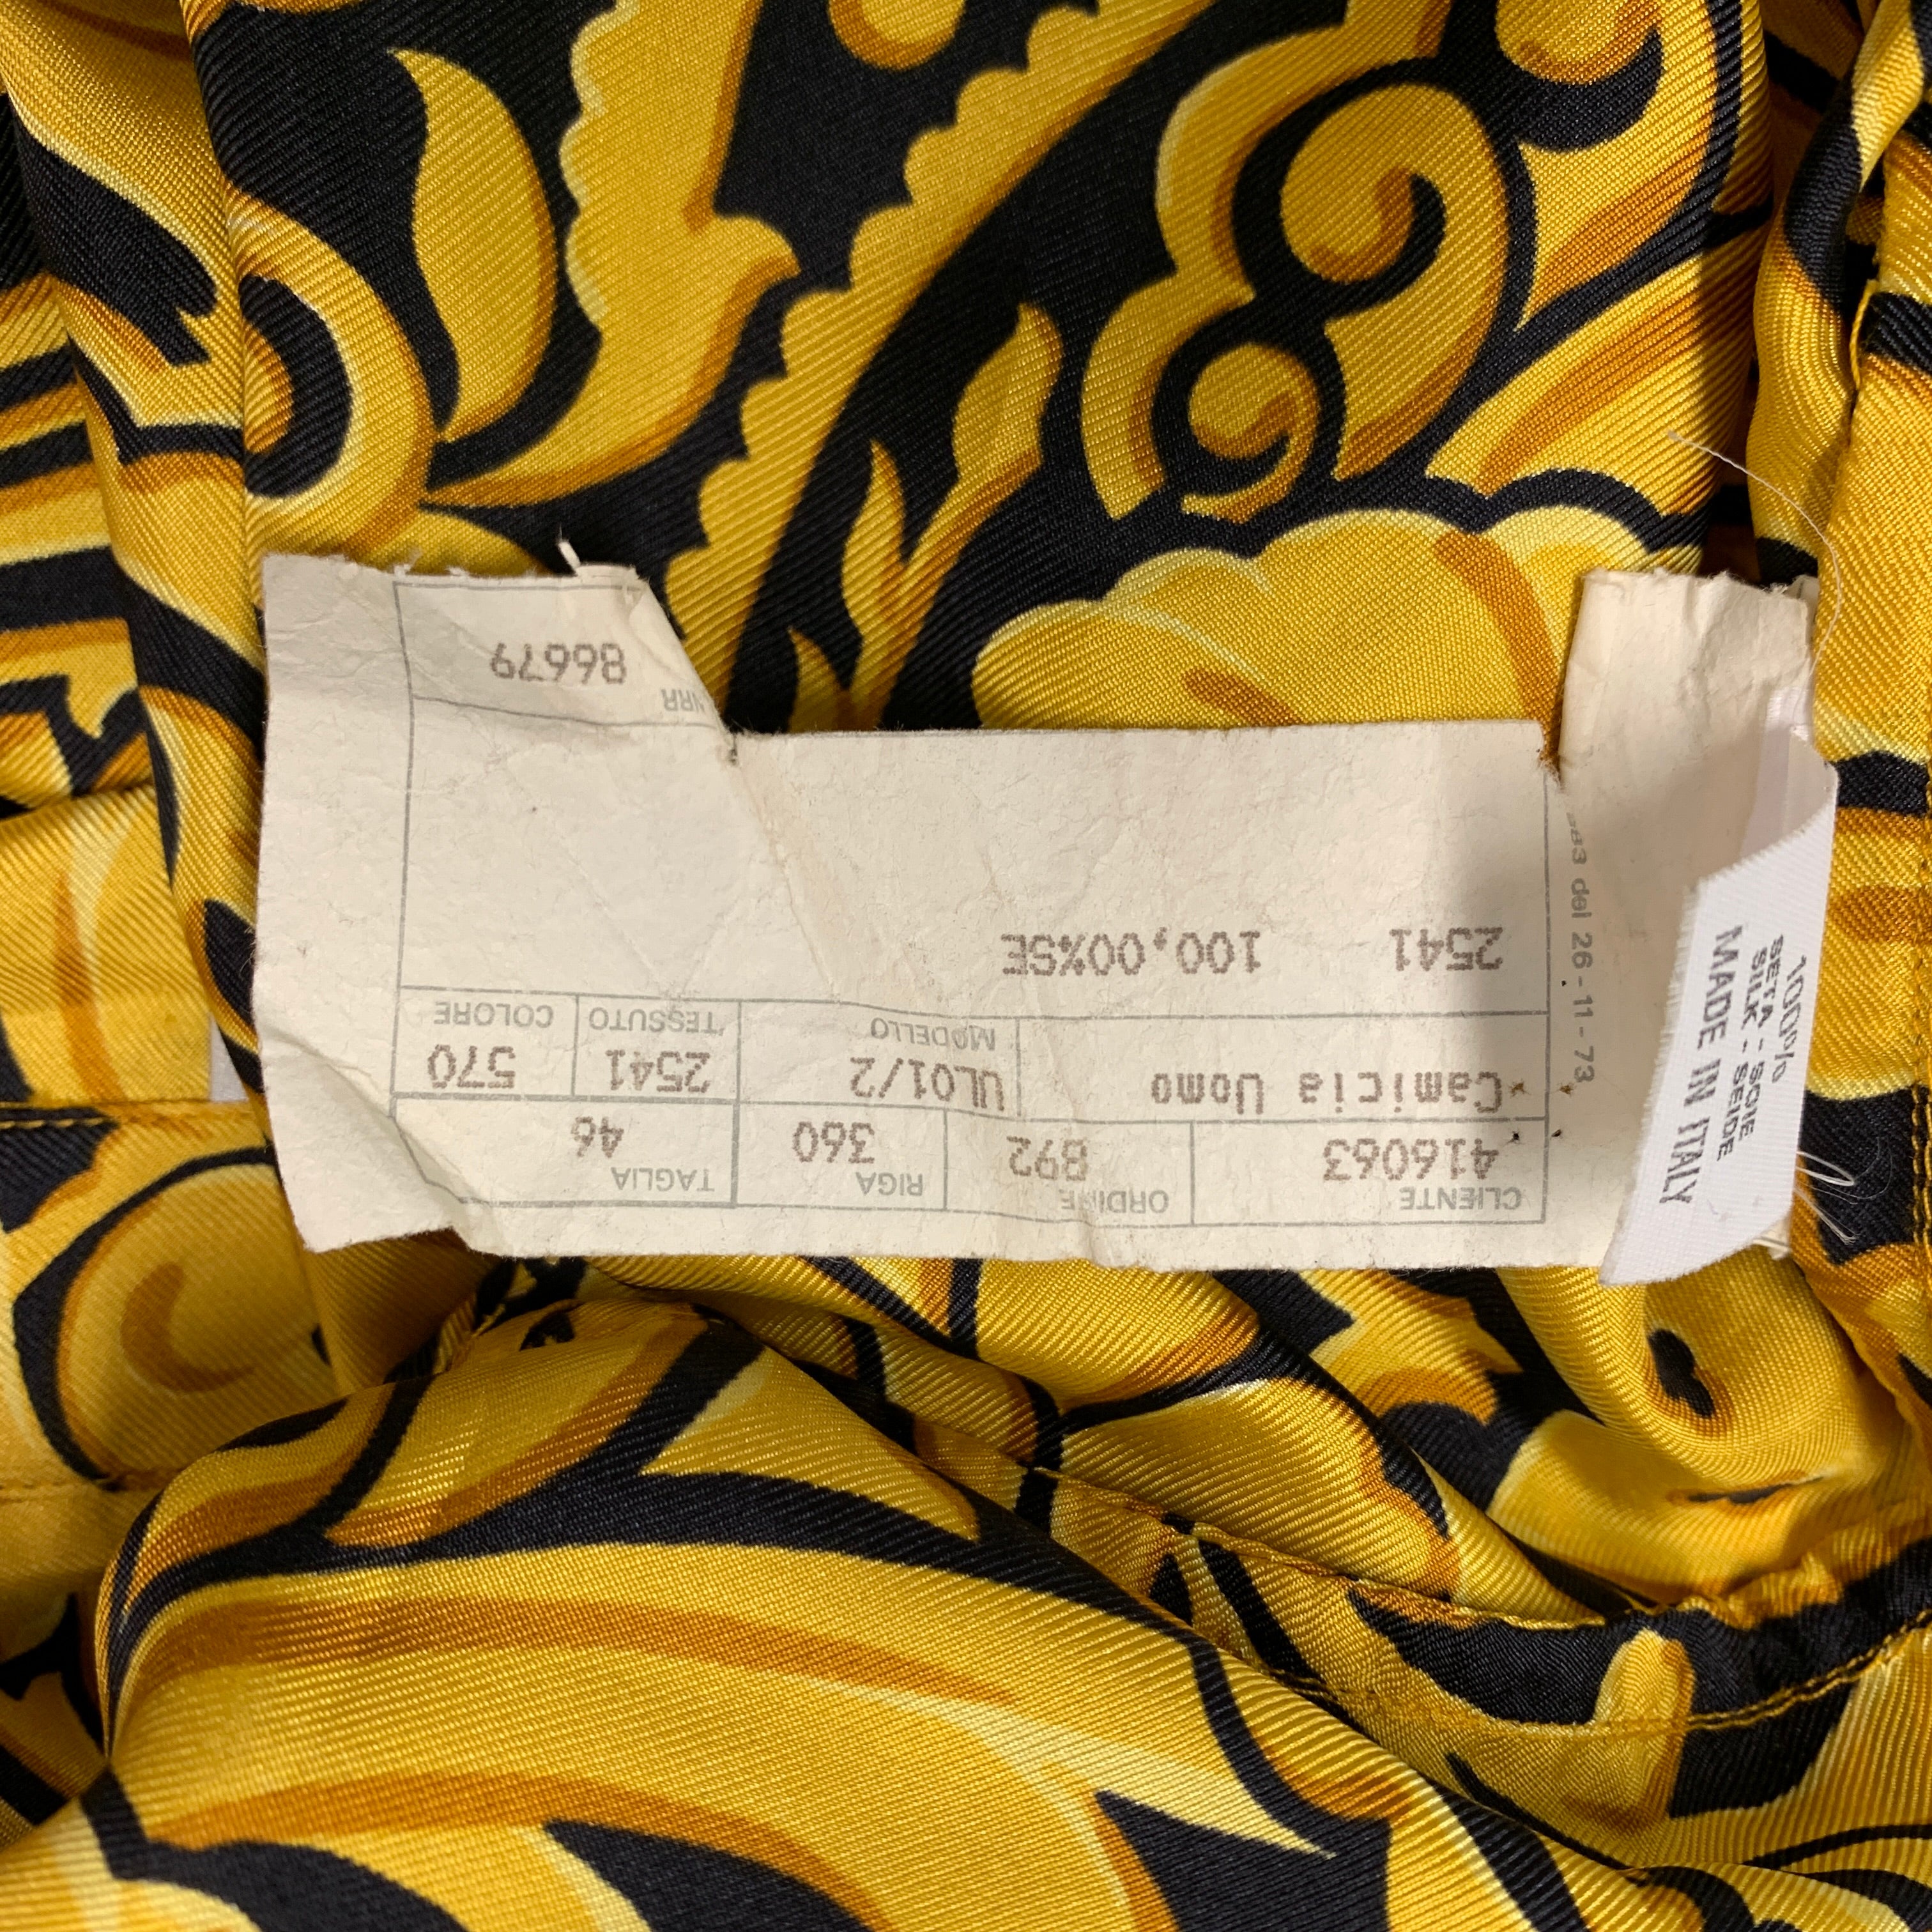 CLIENTE ORDINE RIGA TAGLIA
416063 892 360 46
Camicia Uomo UL01/2 2541 570
MODELLO TESSUTO COLORE
2541 100,00%SE
NRR
86679
del 26-11-73
100%
SETA - SOIE
SILK - SEIDE
MADE IN ITALY